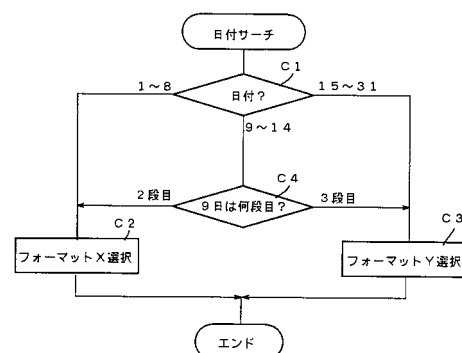 日付サーチ
C1
1~8
日付?
15~31
9~14
C4
2段目
9日は何段目?
3段目
C2
C3
フォーマットX選択
フォーマットY選択
エンド